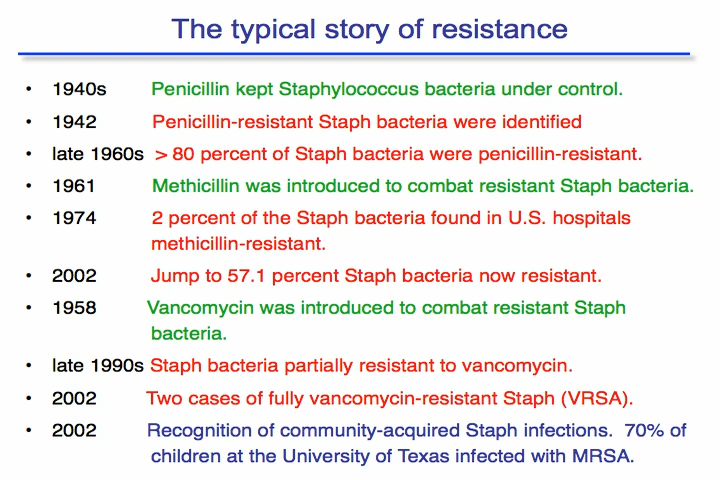 The typical story of resistance
• 1940s Penicillin kept Staphylococcus bacteria under control.
• 1942 Penicillin-resistant Staph bacteria were identified
• late 1960s > 80 percent of Staph bacteria were penicillin-resistant.
• 1961 Methicillin was introduced to combat resistant Staph bacteria.
• 1974 2 percent of the Staph bacteria found in U.S. hospitals
methicillin-resistant.
• 2002 Jump to 57.1 percent Staph bacteria now resistant.
• 1958 Vancomycin was introduced to combat resistant Staph
bacteria.
• late 1990s Staph bacteria partially resistant to vancomycin.
• 2002 Two cases of fully vancomycin-resistant Staph (VRSA).
• 2002 Recognition of community-acquired Staph infections. 70% of
children at the University of Texas infected with MRSA.